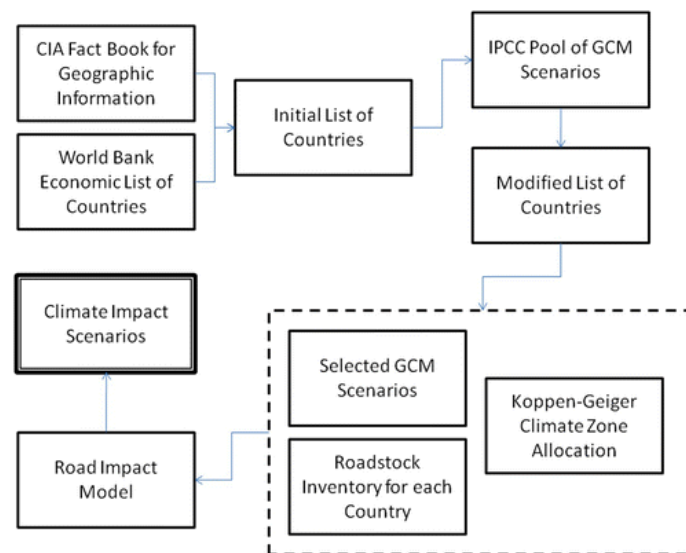 CIA Fact Book for
Geographic
Information
World Bank
Economic List of
Countries
Initial List of
Countries
IPCC Pool of GCM
Scenarios
Modified List of
Countries
Selected GCM
Scenarios
Roadstock
Inventory for each
Country
Koppen-Geiger
Climate Zone
Allocation
Road Impact
Model
Climate Impact
Scenarios